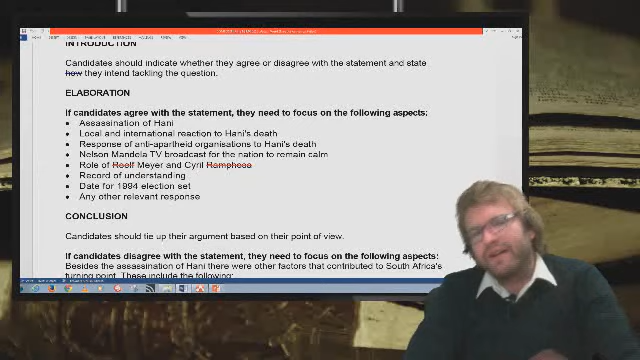 INTRODUCTION
Candidates should indicate whether they agree or disagree with the statement and state
how they intend tackling the question.
ELABORATION
If candidates agree with the statement, they need to focus on the following aspects:
• Assassination of Hani
• Local and international reaction to Hani's death
• Response of anti-apartheid organisations to Hani's death
• Nelson Mandela TV broadcast for the nation to remain calm
• Role of Roelf Meyer and Cyril Ramphosa
• Record of understanding
• Date for 1994 election set
• Any other relevant response
CONCLUSION
Candidates should tie up their argument based on their point of view.
If candidates disagree with the statement, they need to focus on the following aspects:
Besides the assassination of Hani there were other factors that contributed to South Africa's
turning point. These include the following: